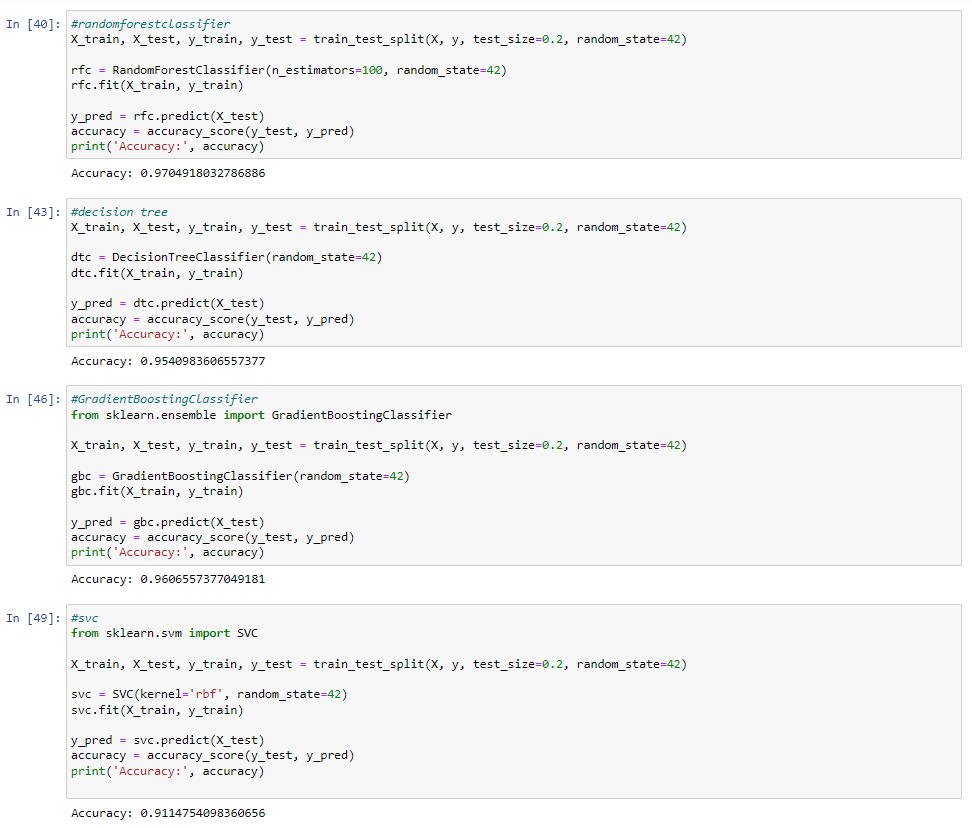 In [40]: #randomforestclassifier
X_train, X_test, y_train, y_test = train_test_split(X, y, test_size=0.2, random_state=42)
rfc = RandomForestClassifier(n_estimators=100, random_state=42)
rfc.fit(X_train, y_train)
y_pred = rfc.predict(X_test)
accuracy = accuracy_score(y_test, y_pred)
print('Accuracy:', accuracy)
Accuracy: 0.9704918032786886
In [43]: #decision tree
X_train, X_test, y_train, y_test = train_test_split(X, y, test_size=0.2, random_state=42)
dtc = DecisionTreeClassifier(random_state=42)
dtc.fit(X_train, y_train)
y_pred = dtc.predict(X_test)
accuracy = accuracy_score(y_test, y_pred)
print('Accuracy:', accuracy)
Accuracy: 0.9540983606557377
In [46]: #GradientBoostingClassifier
from sklearn.ensemble import GradientBoostingClassifier
X_train, X_test, y_train, y_test = train_test_split(X, y, test_size=0.2, random_state=42)
gbc = GradientBoostingClassifier(random_state=42)
gbc.fit(X_train, y_train)
y_pred = gbc.predict(X_test)
accuracy = accuracy_score(y_test, y_pred)
print('Accuracy:', accuracy)
Accuracy: 0.9606557377049181
In [49]: #svc
from sklearn.svm import SVC
X_train, X_test, y_train, y_test = train_test_split(X, y, test_size=0.2, random_state=42)
svc = SVC(kernel='rbf', random_state=42)
svc.fit(X_train, y_train)
y_pred = svc.predict(X_test)
accuracy = accuracy_score(y_test, y_pred)
print('Accuracy:', accuracy)
Accuracy: 0.9114754098360656